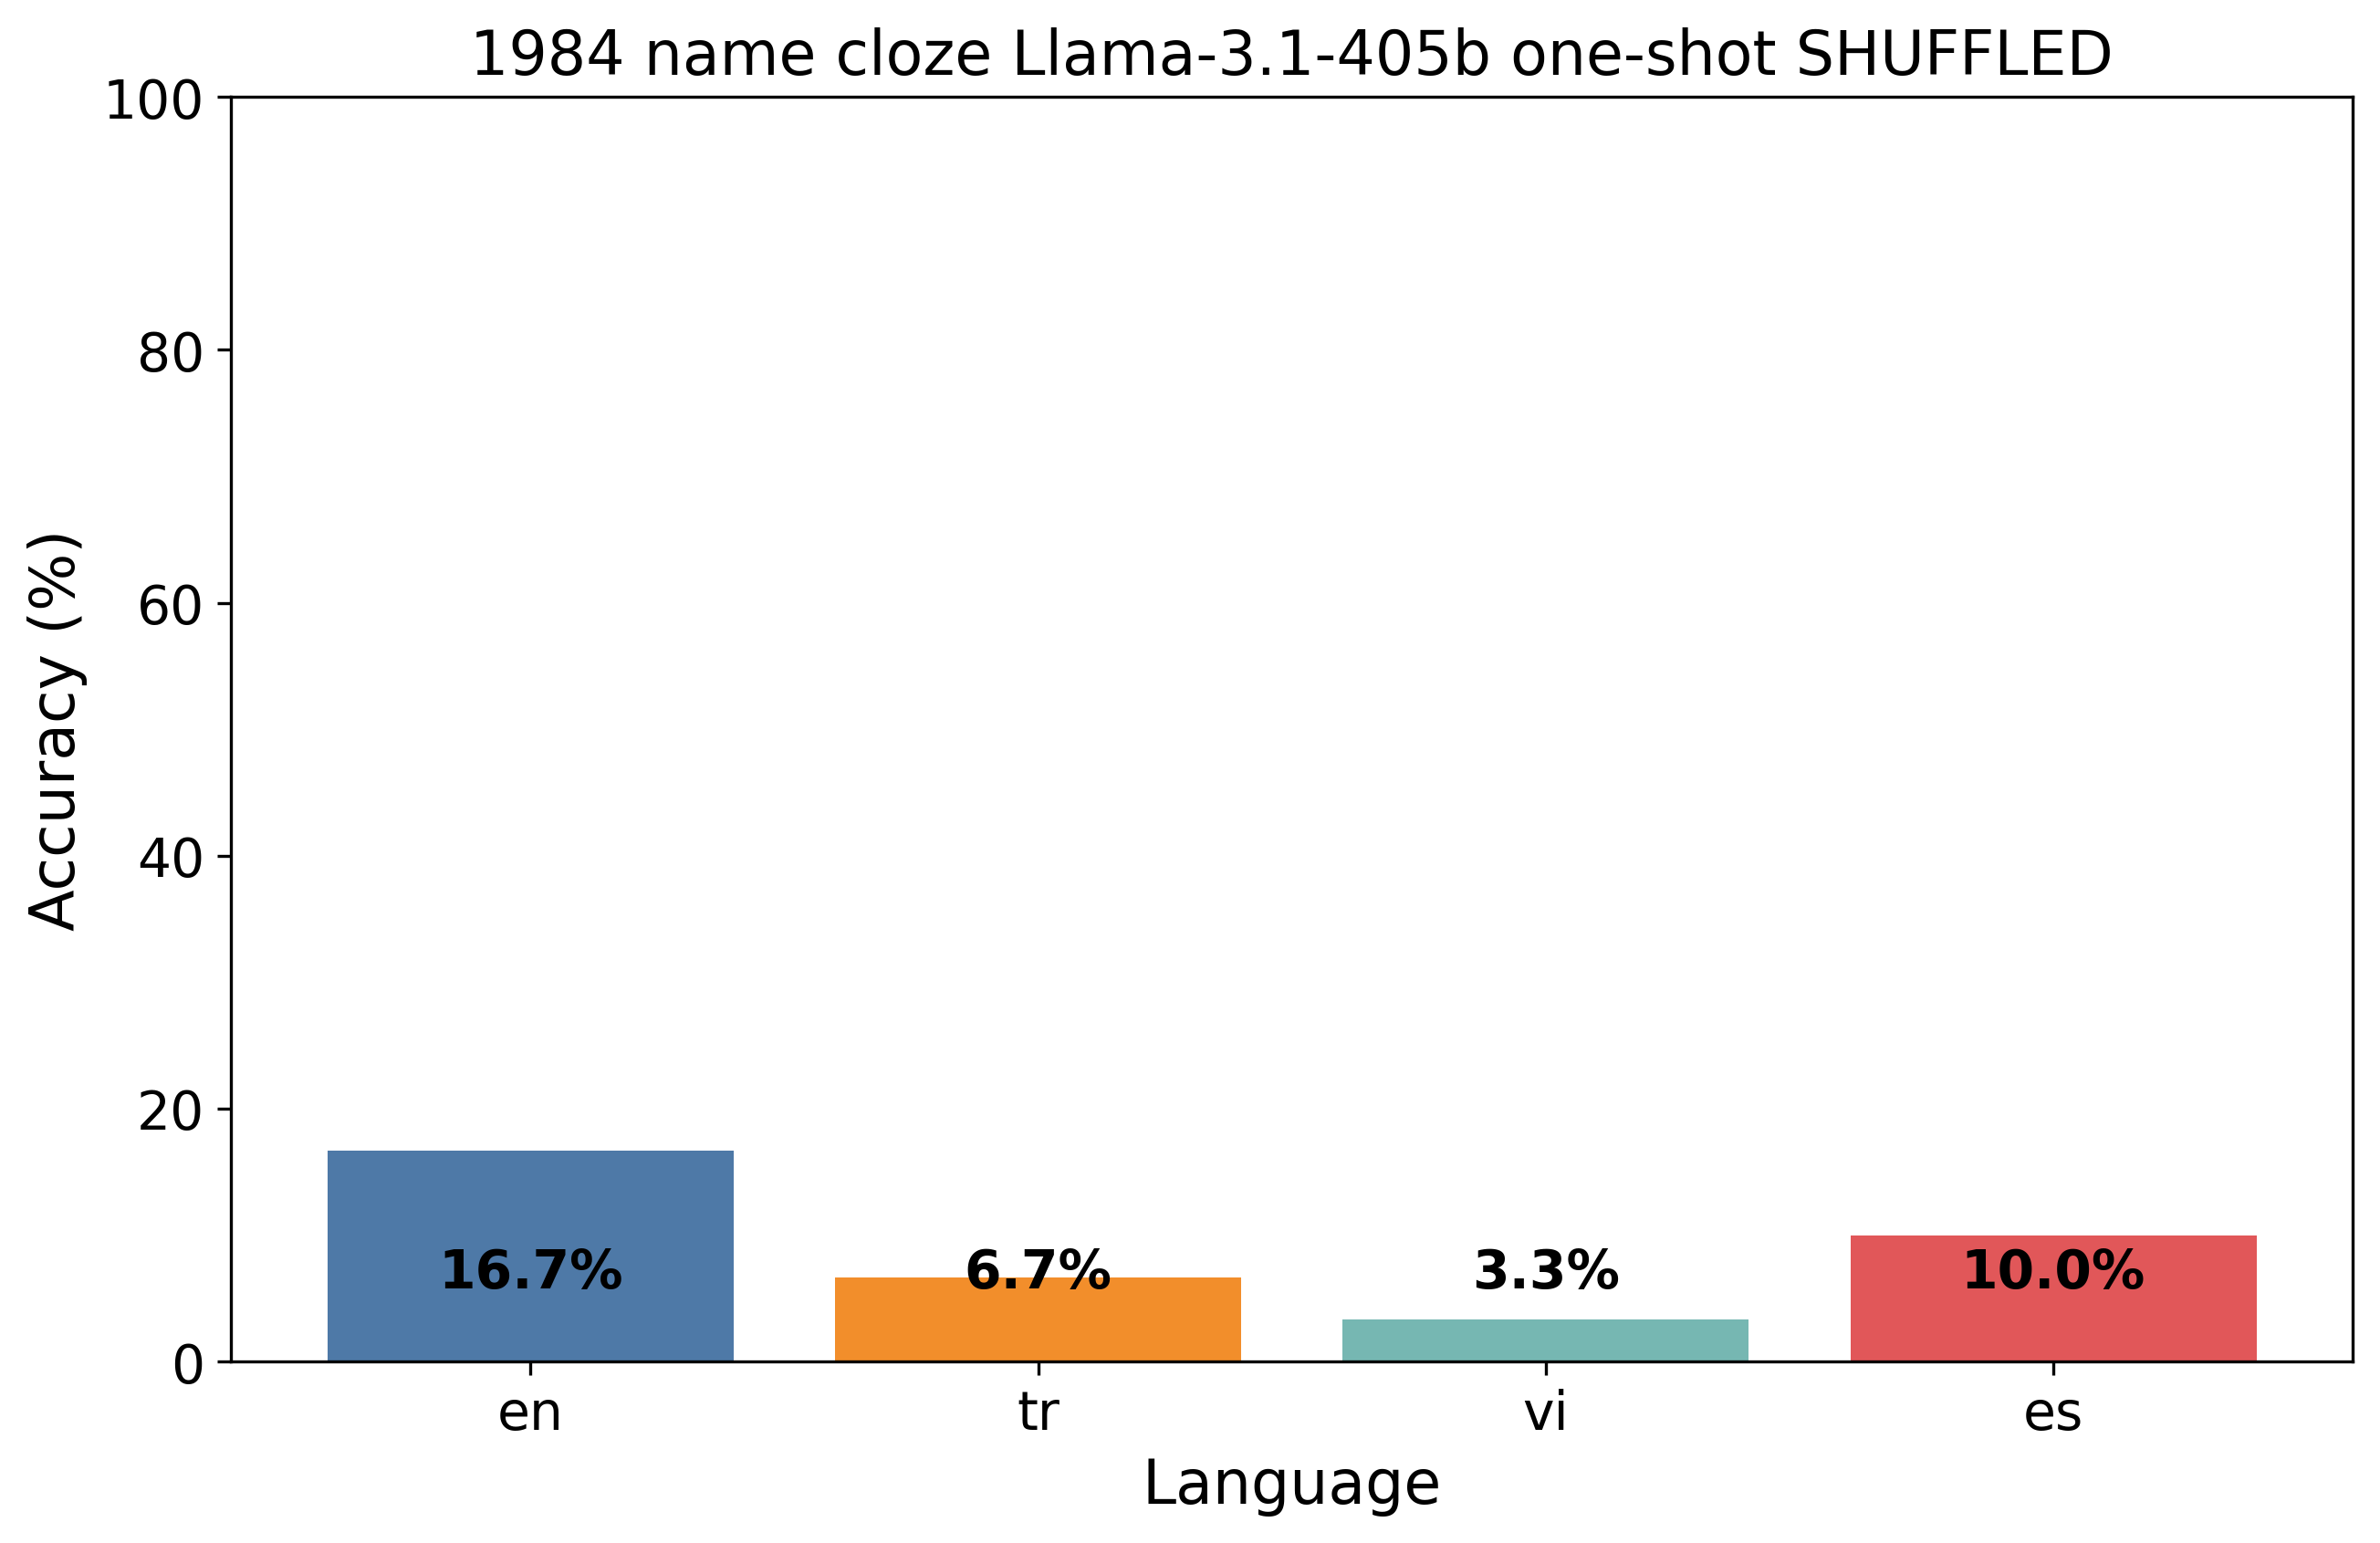 1984 name cloze Llama-3.1-405b one-shot SHUFFLED
100
80
60
40
20
0
Accuracy (%)
16.7%
6.7%
3.3%
10.0%
en
tr
vi
es
Language